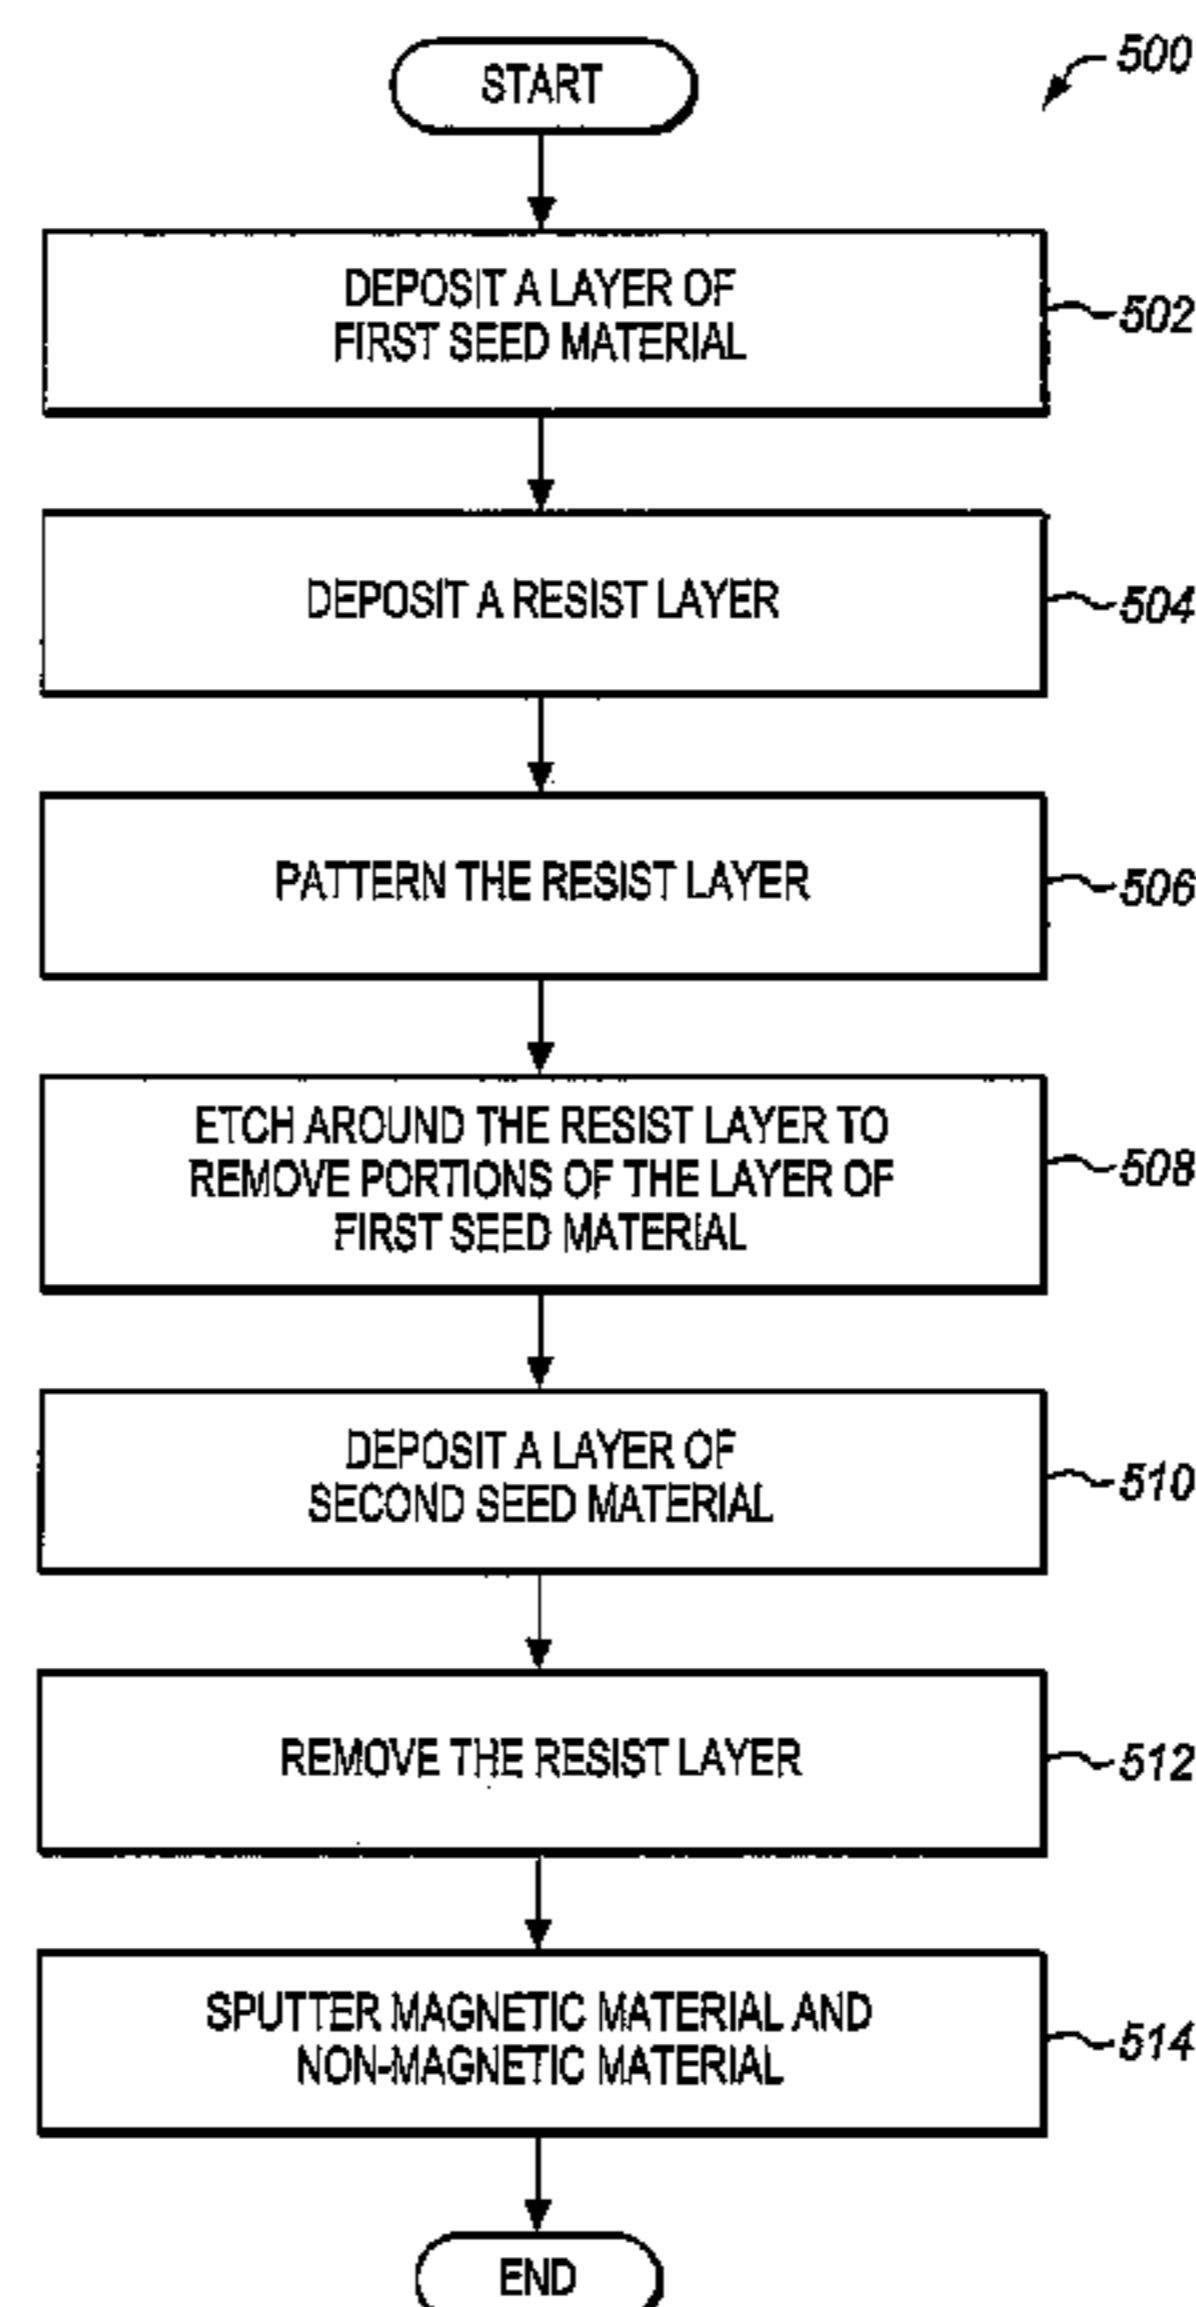 START
500
DEPOSIT A LAYER OF
FIRST SEED MATERIAL
502
DEPOSIT A RESIST LAYER
504
PATTERN THE RESIST LAYER
506
ETCH AROUND THE RESIST LAYER TO
REMOVE PORTIONS OF THE LAYER OF
FIRST SEED MATERIAL
508
DEPOSIT A LAYER OF
SECOND SEED MATERIAL
510
REMOVE THE RESIST LAYER
512
SPUTTER MAGNETIC MATERIAL AND
NON-MAGNETIC MATERIAL
514
END